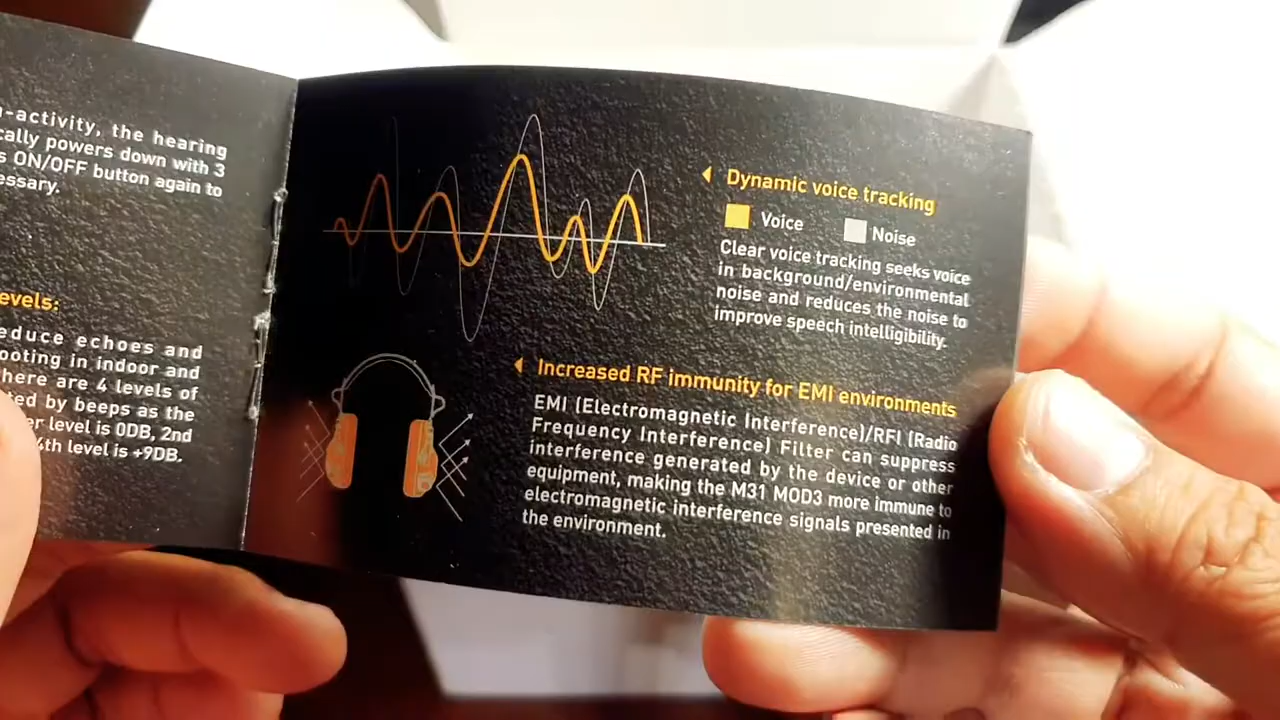 -activity, the hearing
cally powers down with 3
s ON/OFF button again to
essary.
evels:
educe echoes and
ooting in indoor and
here are 4 levels of
ted by beeps as the
er level is 0DB, 2nd
4th level is +9DB.
Dynamic voice tracking
Voice Noise
Clear voice tracking seeks voice
in background/environmental
noise and reduces the noise to
improve speech intelligibility.
Increased RF immunity for EMI environments
EMI (Electromagnetic Interference)/RFI (Radio
Frequency Interference) Filter can suppress
interference generated by the device or other
equipment, making the M31 MOD3 more immune to
electromagnetic interference signals presented in
the environment.